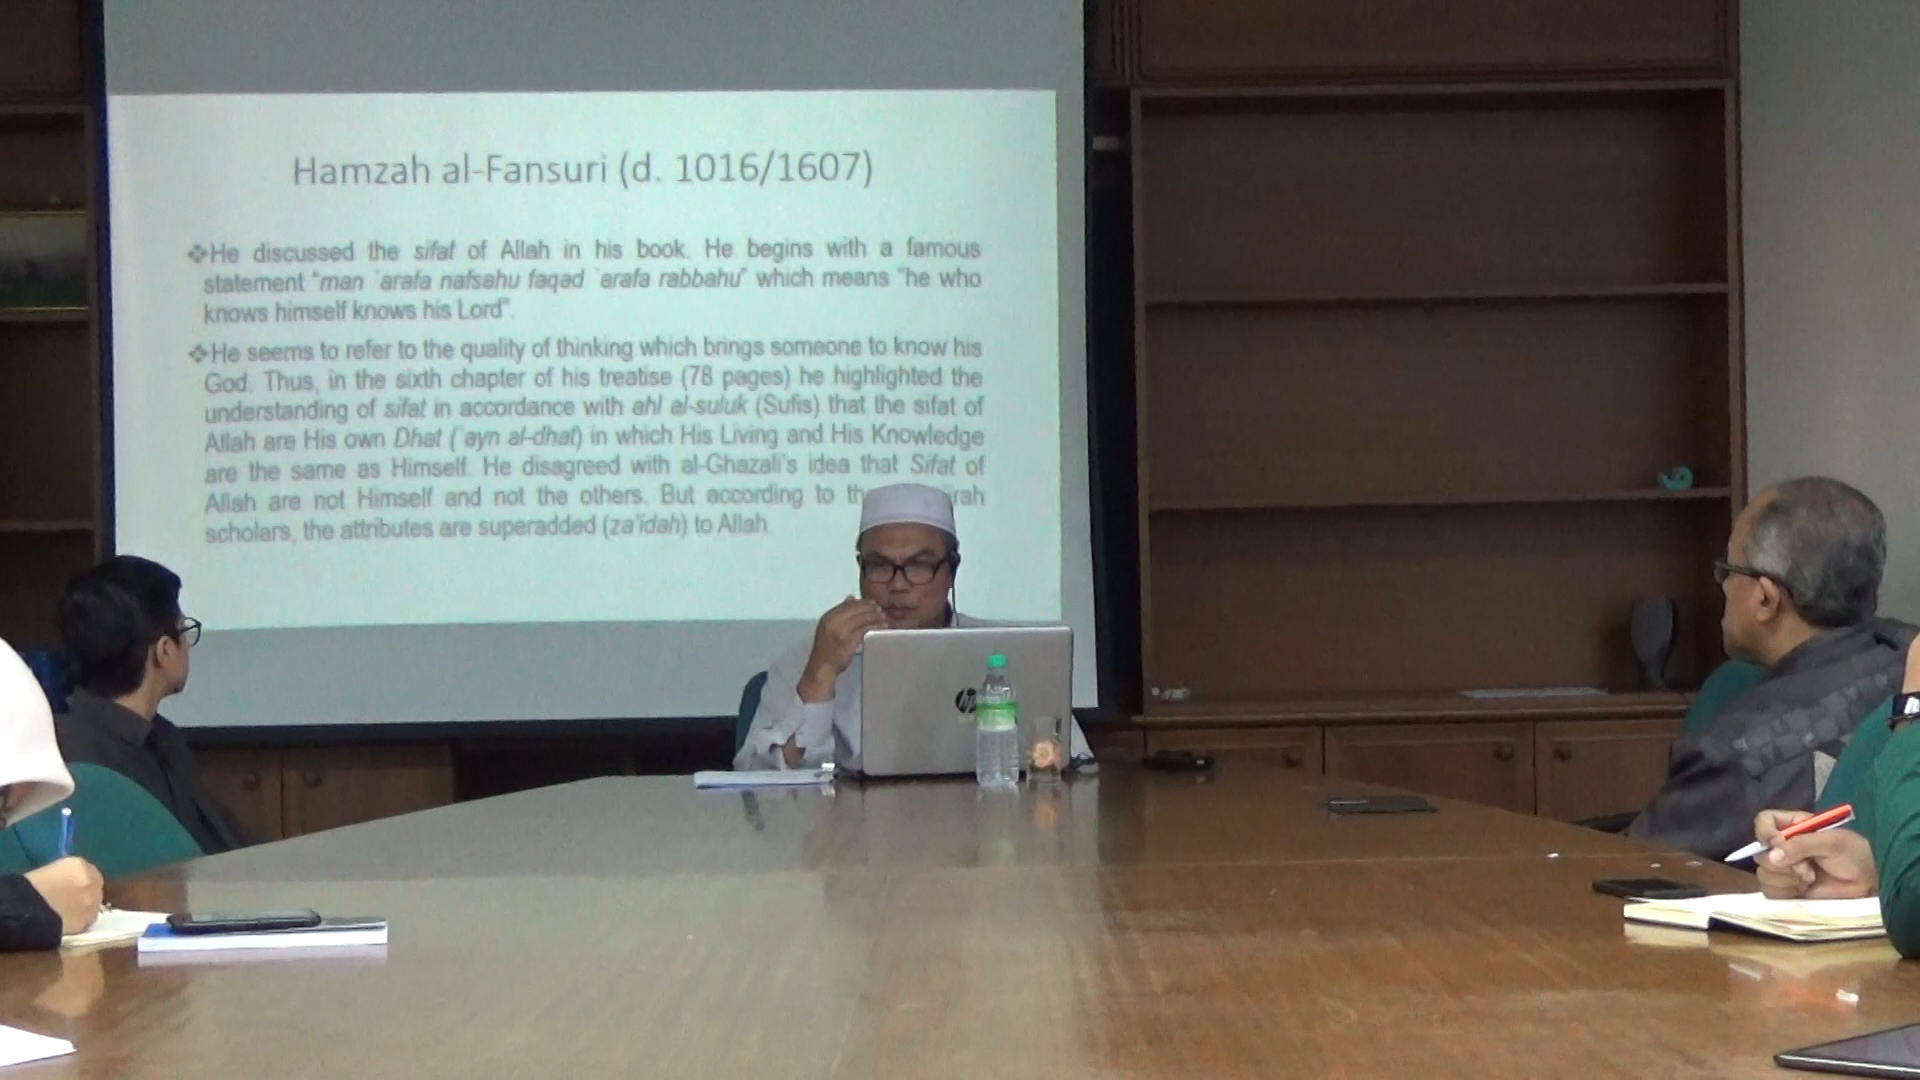 Hamzah al-Fansuri (d. 1016/1607)
❖He discussed the sifat of Allah in his book. He begins with a famous
statement "man `arafa nafsahu faqad `arafa rabbahu" which means "he who
knows himself knows his Lord".
❖He seems to refer to the quality of thinking which brings someone to know his
God. Thus, in the sixth chapter of his treatise (78 pages) he highlighted the
understanding of sifat in accordance with ahl al-suluk (Sufis) that the sifat of
Allah are His own Dhat (`ayn al-dhat) in which His Living and His Knowledge
are the same as Himself. He disagreed with al-Ghazali's idea that Sifat of
Allah are not Himself and not the others. But according to
scholars, the attributes are superadded (za'idah) to Allah.
hp